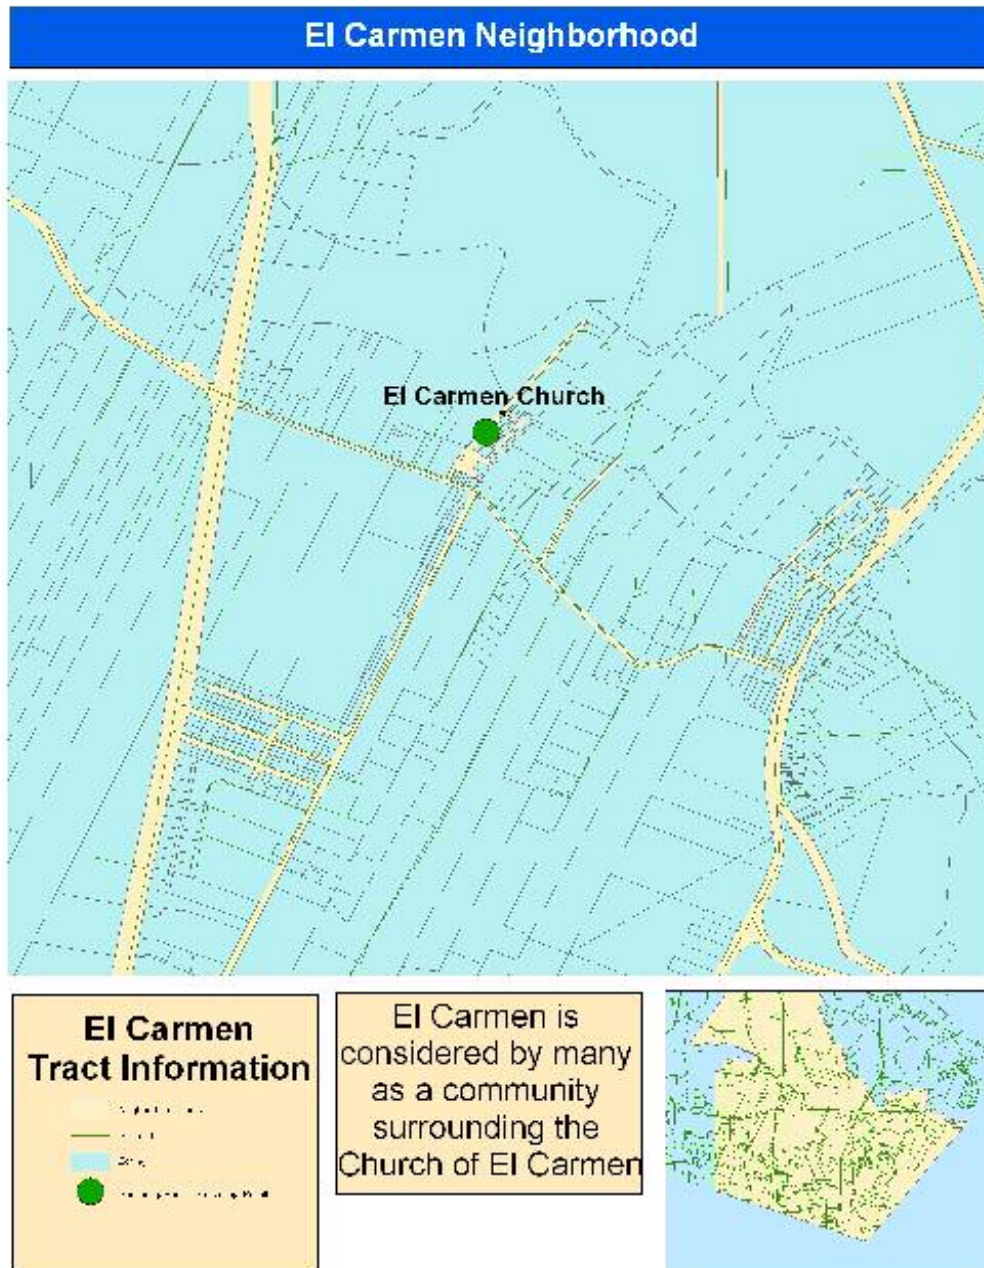 El Carmen Neighborhood
El Carmen Church
El Carmen
Tract Information
El Carmen is
considered by many
as a community
surrounding the
Church of El Carmen